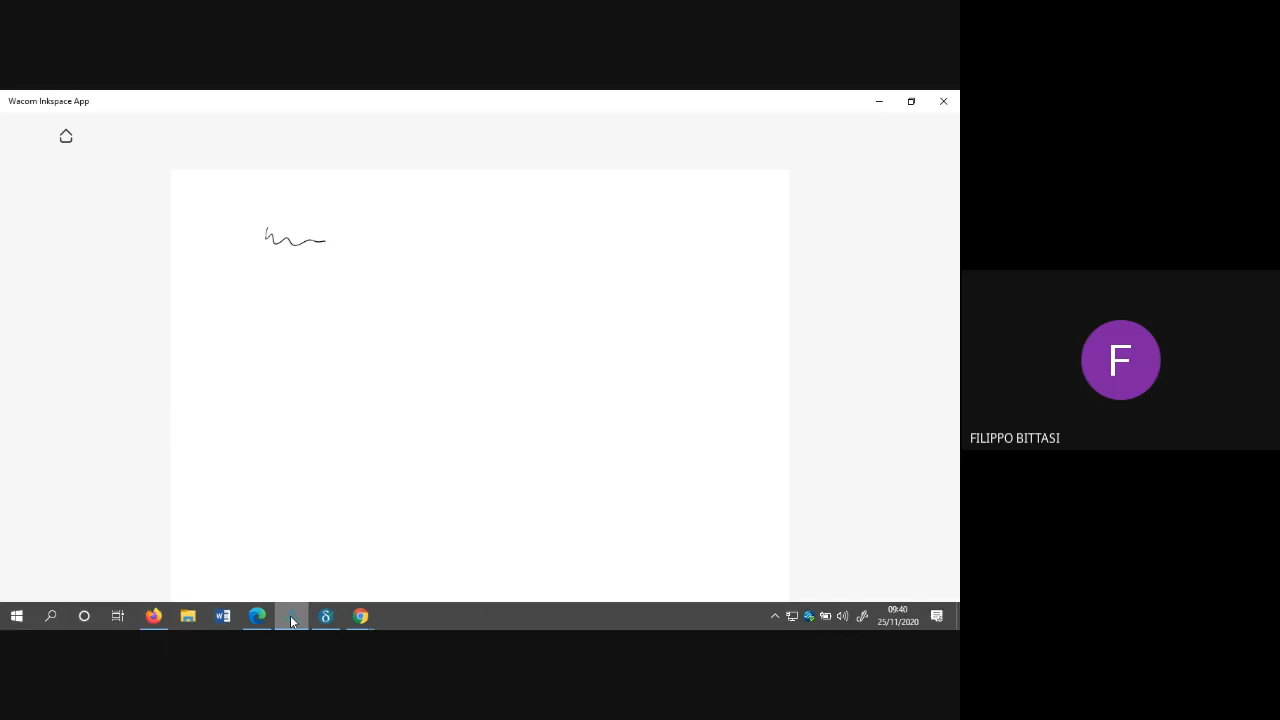 Wacom Inkspace App
F
FILIPPO BITTASI
09:40
25/11/2020